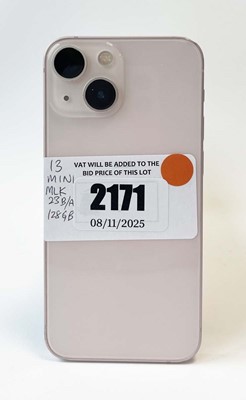 13
MINI
MLK
23B/A
128GB
VAT WILL BE ADDED TO THE
BID PRICE OF THIS LOT
2171
08/11/2025